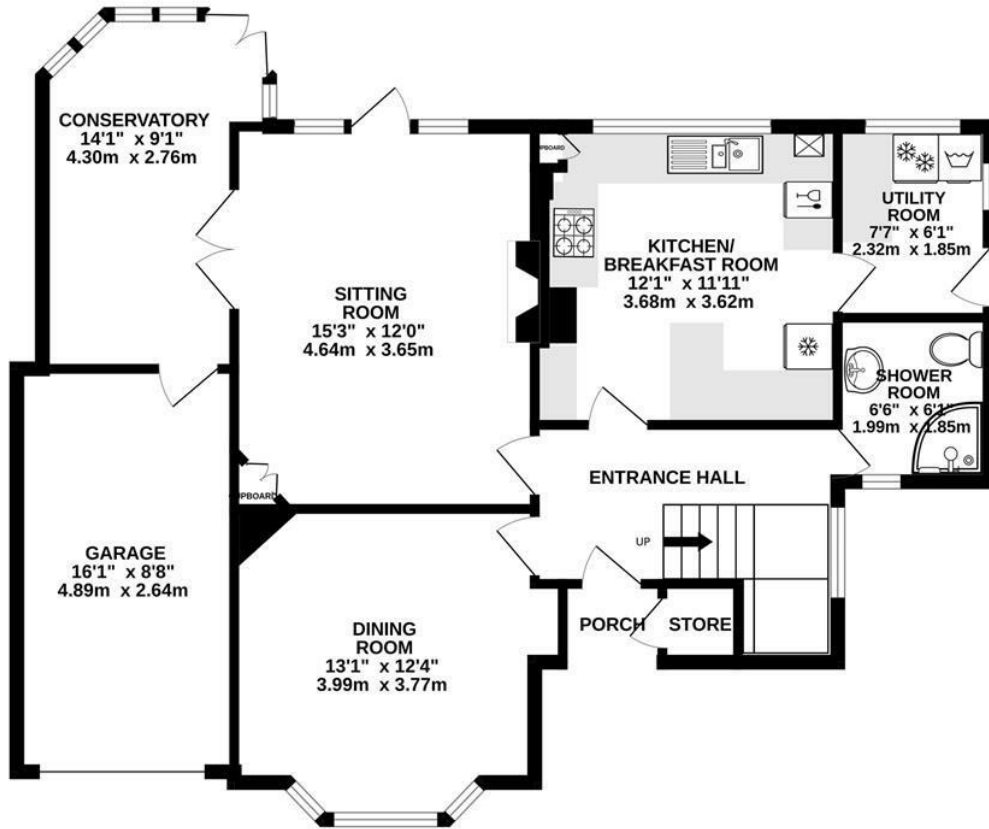 CONSERVATORY
14'1" x 9'1"
4.30m x 2.76m
SITTING
ROOM
15'3" x 12'0"
4.64m x 3.65m
KITCHEN/
BREAKFAST ROOM
12'1" x 11'11"
3.68m x 3.62m
UTILITY
ROOM
7'7" x 6'1"
2.32m x 1.85m
SHOWER
ROOM
6'6" x 6'1"
1.99m x 1.85m
ENTRANCE HALL
UP
GARAGE
16'1" x 8'8"
4.89m x 2.64m
DINING
ROOM
13'1" x 12'4"
3.99m x 3.77m
PORCH
STORE